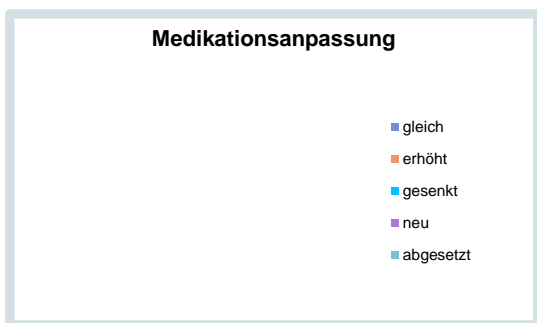 Medikationsanpassung
gleich
erhöht
gesenkt
neu
abgesetzt